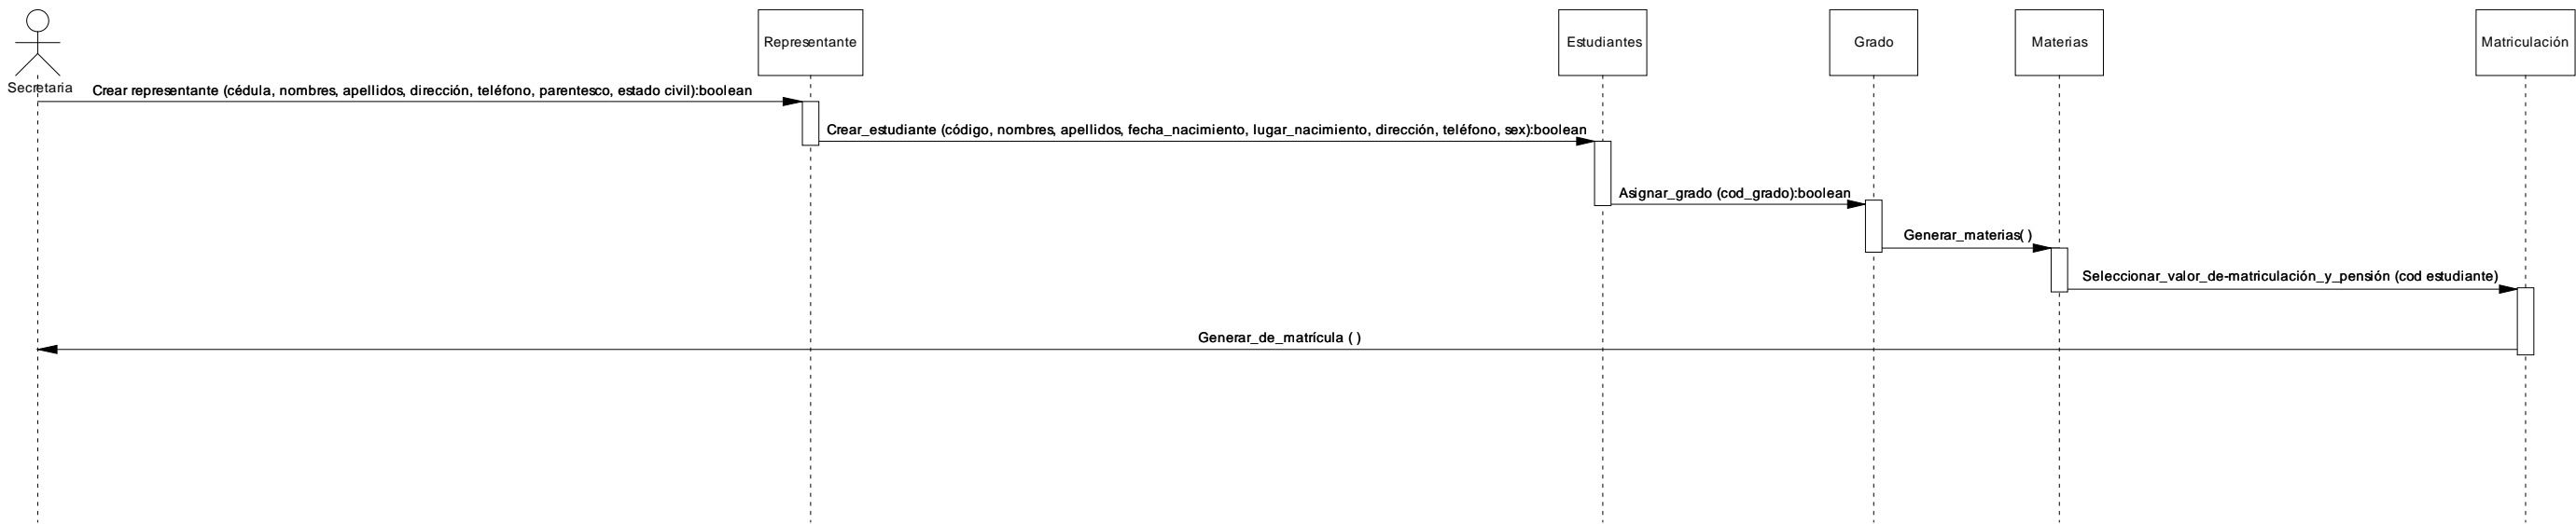 Representante
Estudiantes
Grado
Materias
Matriculación
Secretaria
Crear representante (cédula, nombres, apellidos, dirección, teléfono, parentesco, estado civil):boolean
Crear_estudiante (código, nombres, apellidos, fecha_nacimiento, lugar_nacimiento, dirección, teléfono, sex):boolean
Asignar_grado (cod_grado):boolean
Generar_materias( )
Seleccionar_valor_de-matriculación_y_pensión (cod estudiante)
Generar_de_matrícula ( )